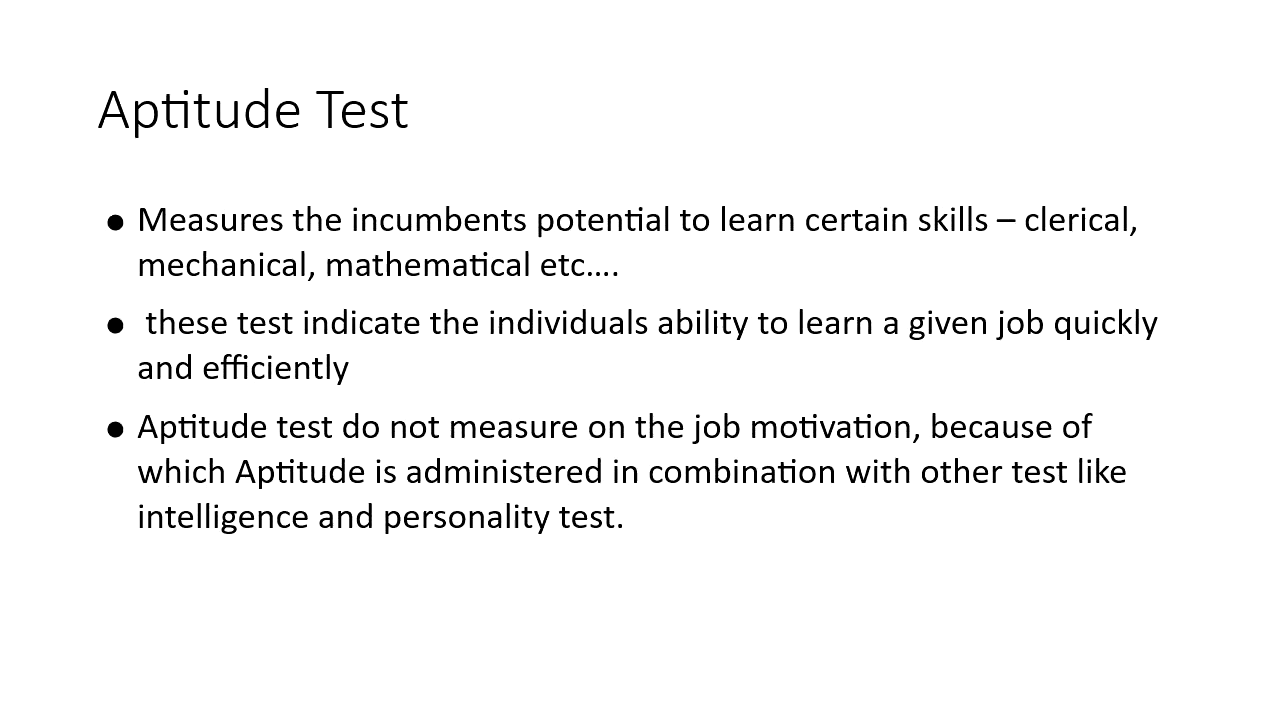 Aptitude Test
● Measures the incumbents potential to learn certain skills – clerical,
mechanical, mathematical etc….
● these test indicate the individuals ability to learn a given job quickly
and efficiently
● Aptitude test do not measure on the job motivation, because of
which Aptitude is administered in combination with other test like
intelligence and personality test.